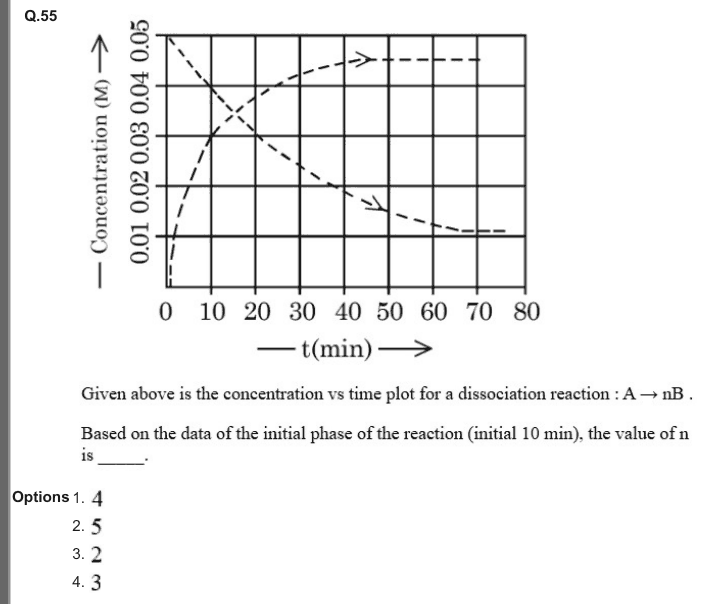 Q.55
— Concentration (M) →
0.01 0.02 0.03 0.04 0.05
0 10 20 30 40 50 60 70 80
— t(min) →
Given above is the concentration vs time plot for a dissociation reaction : A → nB .
Based on the data of the initial phase of the reaction (initial 10 min), the value of n
is _____.
Options 1. 4
2. 5
3. 2
4. 3